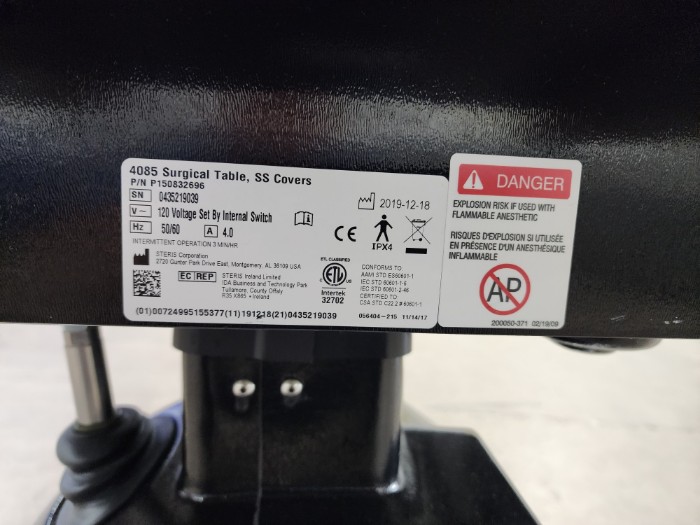 4085 Surgical Table, SS Covers
P/N P150832696
SN 0435219039
2019-12-18
V~ 120 Voltage Set By Internal Switch
Hz 50/60 A 4.0
IPX4
INTERMITTENT OPERATION 3 MIN/HR
STERIS Corporation
2720 Gunter Park Drive East, Montgomery, AL 36109 USA
EC REP STERIS Ireland Limited
IDA Business and Technology Park
Tullamore, County Offaly
R35 X865 • Ireland
ETL CLASSIFIED
ETL
Intertek
32702
CONFORMS TO:
AAMI STD ES60601-1
IEC STD 60601-1-6
IEC STD 60601-2-46
CERTIFIED TO:
CSA STD C22.2 # 60601-1
(01)00724995155377(11)191218(21)0435219039
056404-215 11/14/17
DANGER
EXPLOSION RISK IF USED WITH
FLAMMABLE ANESTHETIC
RISQUES D'EXPLOSION SI UTILISÉE
EN PRÉSENCE D'UN ANESTHÉSIQUE
INFLAMMABLE
AP
200050-371 02/19/09